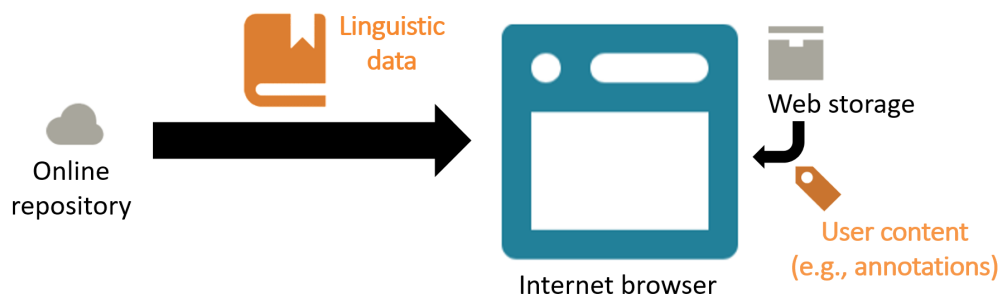 Linguistic
data
Online
repository
Internet browser
Web storage
User content
(e.g., annotations)